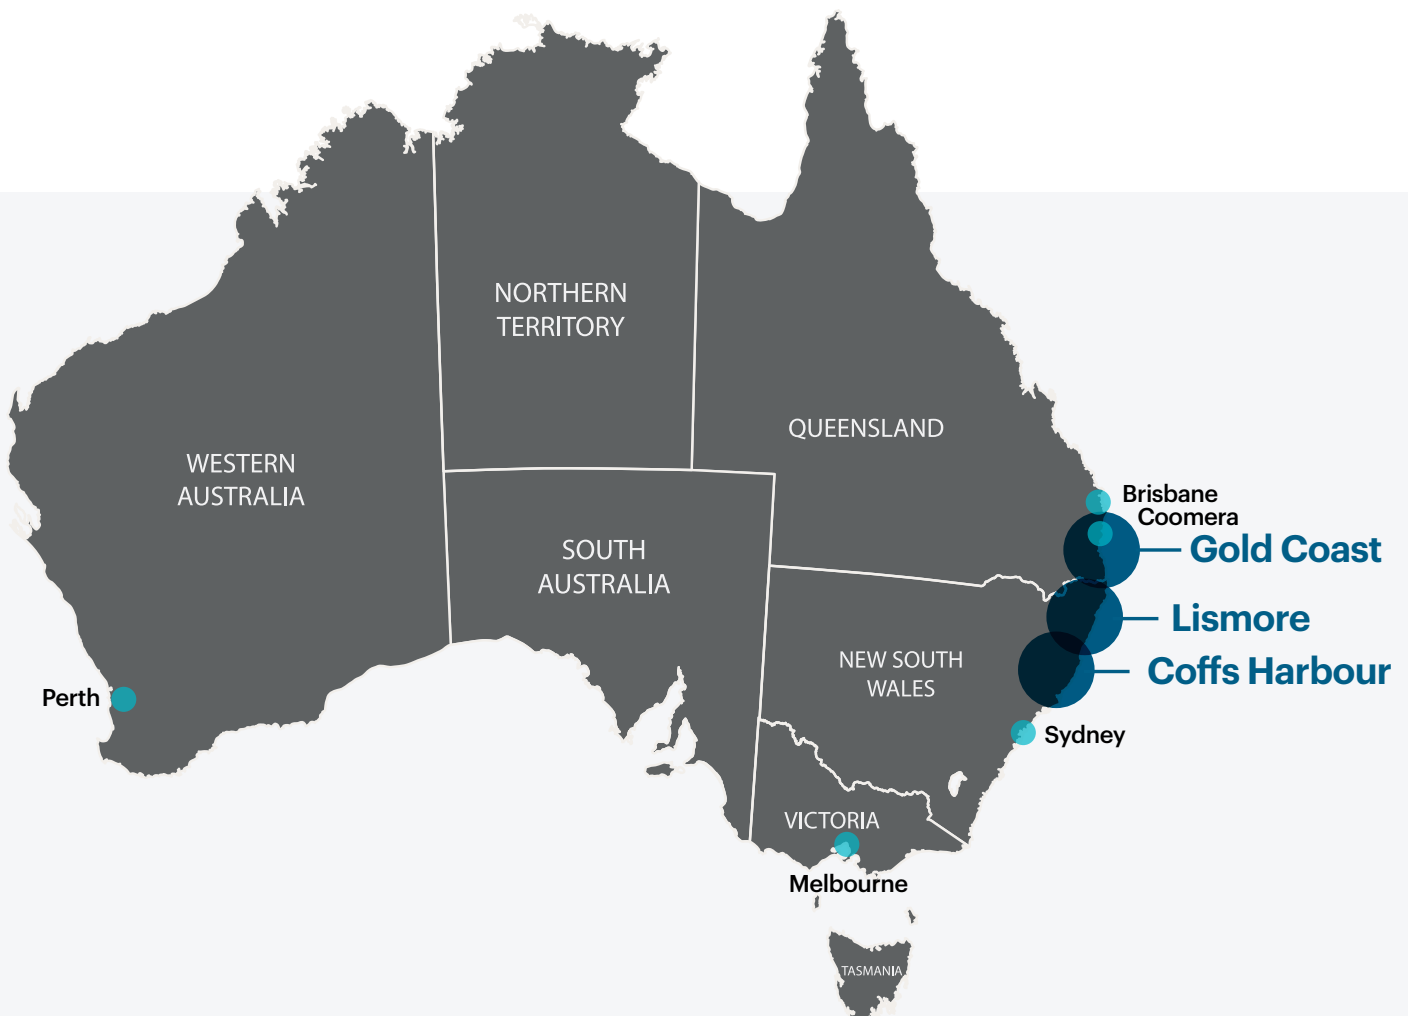 NORTHERN
TERRITORY
QUEENSLAND
WESTERN
AUSTRALIA
Brisbane
Coomera
SOUTH
AUSTRALIA
Gold Coast
Lismore
NEW SOUTH
WALES
Coffs Harbour
Perth
Sydney
VICTORIA
Melbourne
TASMANIA